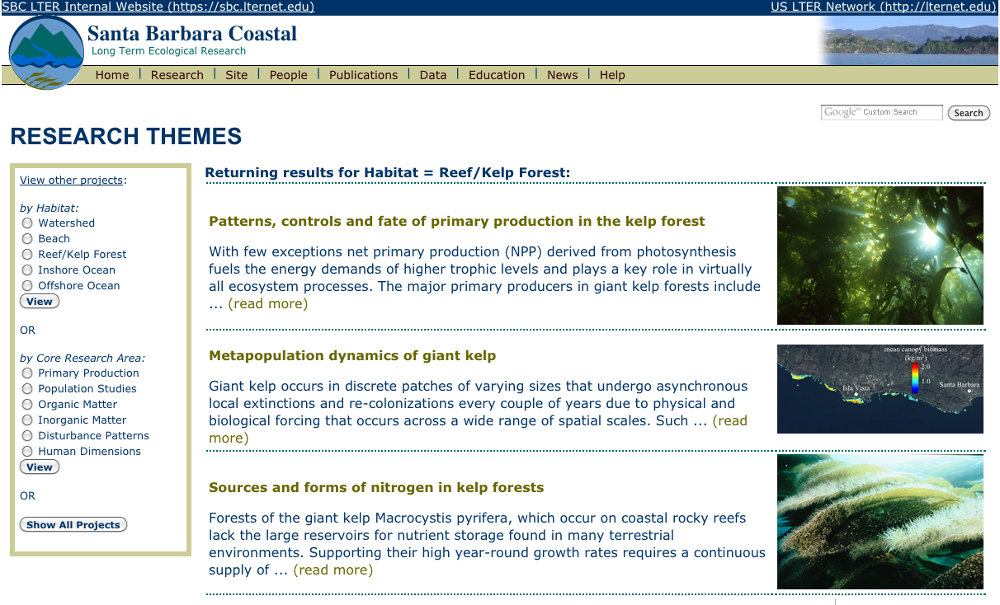 SBC LTER Internal Website (https://sbc.lternet.edu)
US LTER Network (http://lternet.edu)
Santa Barbara Coastal
Long Term Ecological Research
Home | Research | Site | People | Publications | Data | Education | News | Help
Google™ Custom Search
Search
RESEARCH THEMES
View other projects:
by Habitat:
Watershed
Beach
Reef/Kelp Forest
Inshore Ocean
Offshore Ocean
View
OR
by Core Research Area:
Primary Production
Population Studies
Organic Matter
Inorganic Matter
Disturbance Patterns
Human Dimensions
View
OR
Show All Projects
Returning results for Habitat = Reef/Kelp Forest:
Patterns, controls and fate of primary production in the kelp forest
With few exceptions net primary production (NPP) derived from photosynthesis
fuels the energy demands of higher trophic levels and plays a key role in virtually
all ecosystem processes. The major primary producers in giant kelp forests include
... (read more)
Metapopulation dynamics of giant kelp
Giant kelp occurs in discrete patches of varying sizes that undergo asynchronous
local extinctions and re-colonizations every couple of years due to physical and
biological forcing that occurs across a wide range of spatial scales. Such ... (read
more)
mean canopy biomass
(kg/m²)
2.0
1.0
Isla Vista
Santa Barbara
Sources and forms of nitrogen in kelp forests
Forests of the giant kelp Macrocystis pyrifera, which occur on coastal rocky reefs
lack the large reservoirs for nutrient storage found in many terrestrial
environments. Supporting their high year-round growth rates requires a continuous
supply of ... (read more)